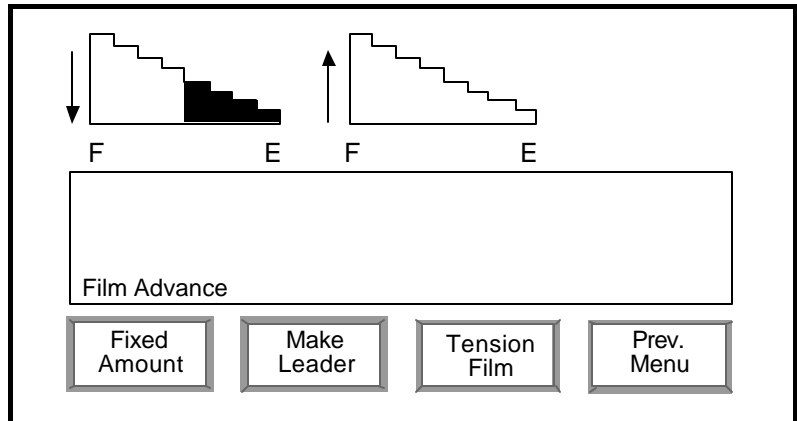 F E F E
Film Advance
Fixed
Amount
Make
Leader
Tension
Film
Prev.
Menu